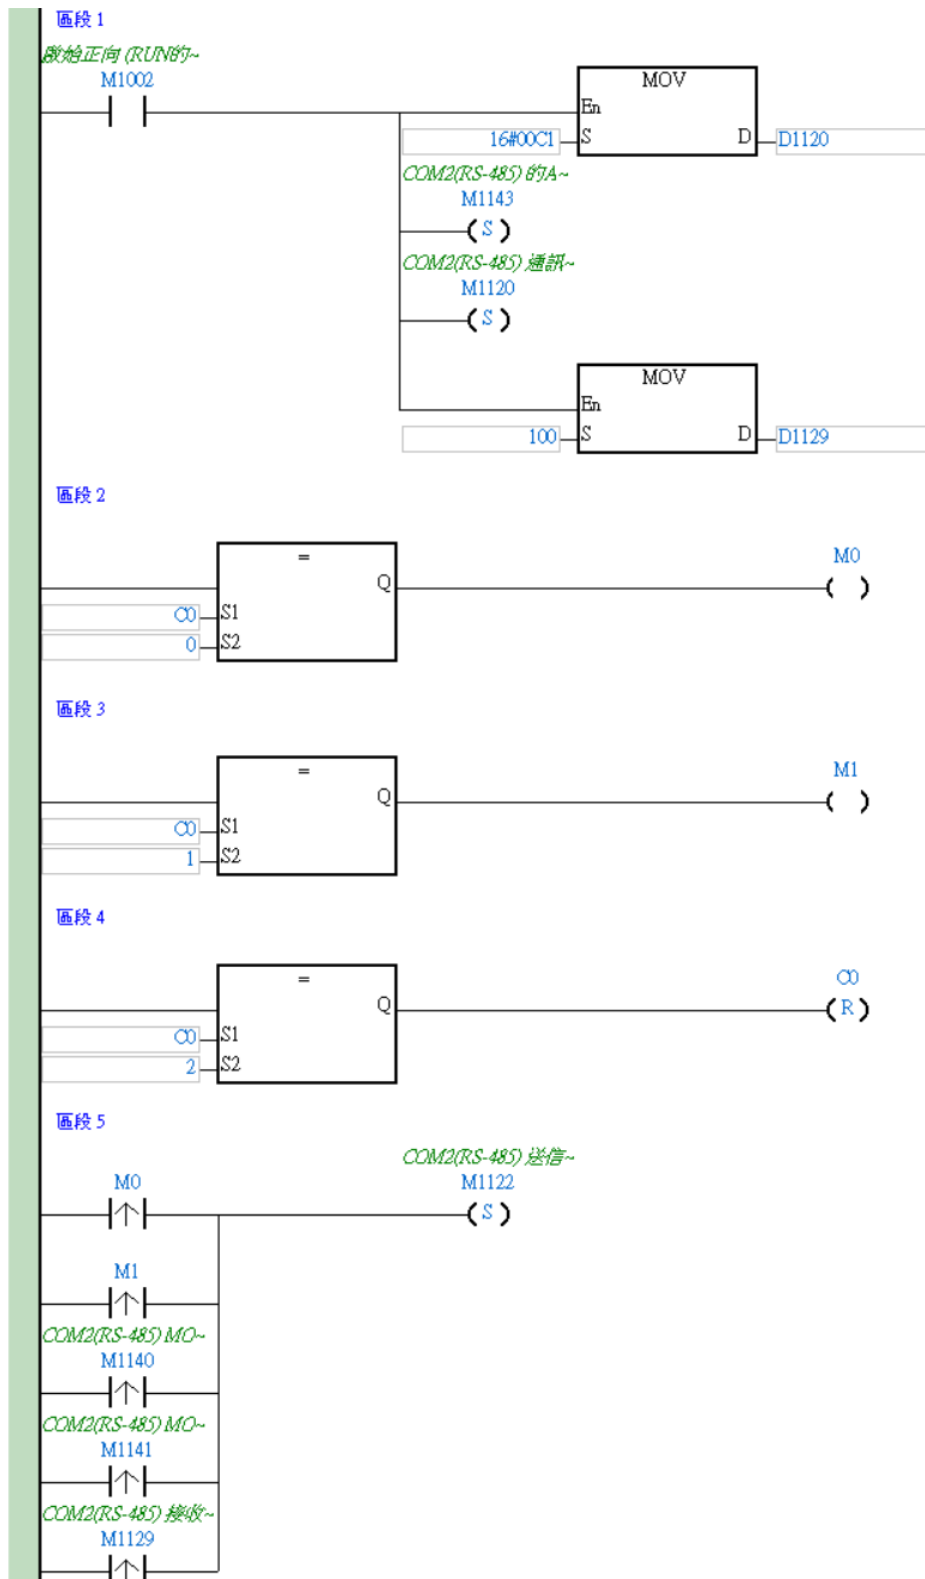 區段 1
啟始正向 (RUN的~
M1002
MOV
En
16#00C1 S D D1120
COM2(RS-485) 的A~
M1143
( S )
COM2(RS-485) 通訊~
M1120
( S )
MOV
En
100 S D D1129
區段 2
= M0
Q ( )
C0 S1
0 S2
區段 3
= M1
Q ( )
C0 S1
1 S2
區段 4
= C0
Q ( R )
C0 S1
2 S2
區段 5
COM2(RS-485) 送信~
M0 M1122
( S )
M1
COM2(RS-485) MO~
M1140
COM2(RS-485) MO~
M1141
COM2(RS-485) 接收~
M1129